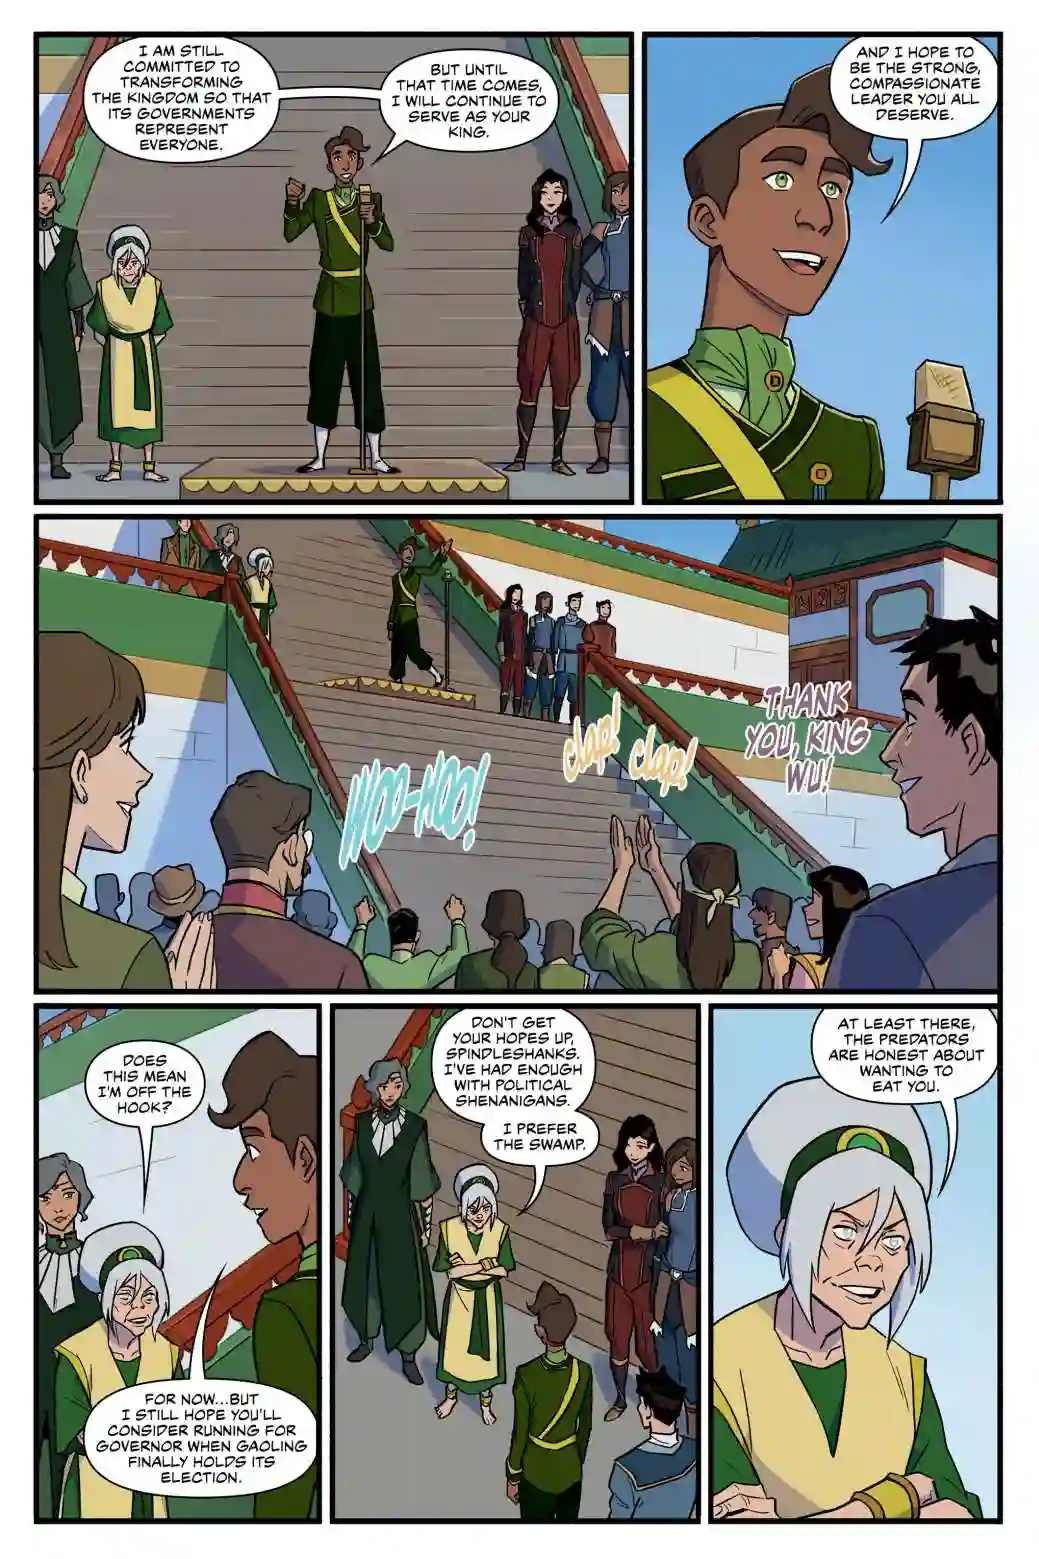 I AM STILL
COMMITTED TO
TRANSFORMING
THE KINGDOM SO THAT
ITS GOVERNMENTS
REPRESENT
EVERYONE.
BUT UNTIL
THAT TIME COMES,
I WILL CONTINUE TO
SERVE AS YOUR
KING.
AND I HOPE TO
BE THE STRONG,
COMPASSIONATE
LEADER YOU ALL
DESERVE.
WOO-HOO!
clap!
clap!
THANK
YOU, KING
WU!
DOES
THIS MEAN
I'M OFF THE
HOOK?
FOR NOW...BUT
I STILL HOPE YOU'LL
CONSIDER RUNNING FOR
GOVERNOR WHEN GAOLING
FINALLY HOLDS ITS
ELECTION.
DON'T GET
YOUR HOPES UP,
SPINDLESHANKS.
I'VE HAD ENOUGH
WITH POLITICAL
SHENANIGANS.
I PREFER
THE SWAMP.
AT LEAST THERE,
THE PREDATORS
ARE HONEST ABOUT
WANTING TO
EAT YOU.